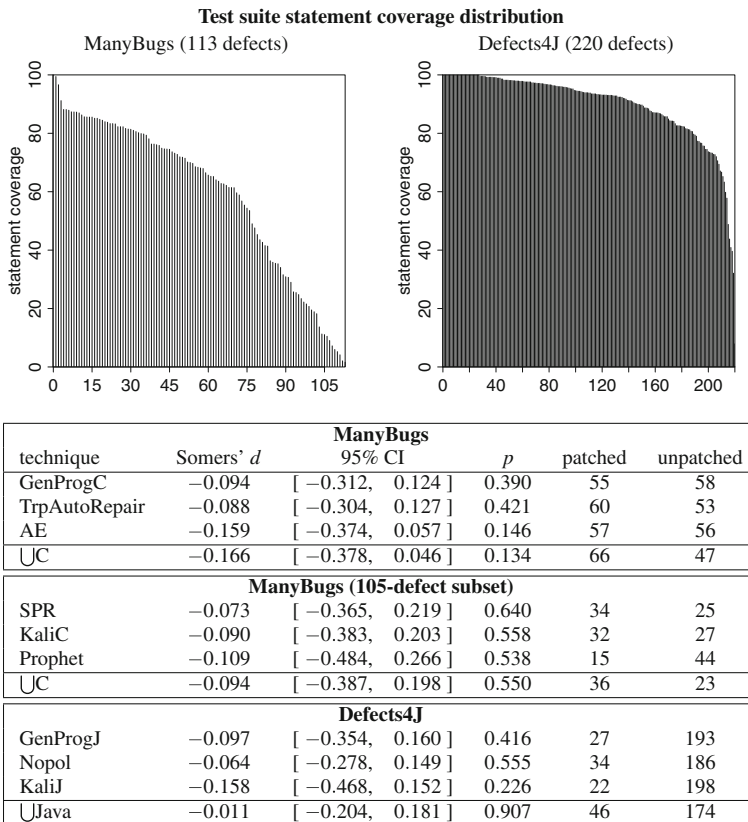 Test suite statement coverage distribution
ManyBugs (113 defects)
Defects4J (220 defects)
statement coverage
0 20 40 60 80 100
0 15 30 45 60 75 90 105
statement coverage
0 20 40 60 80 100
0 40 80 120 160 200
ManyBugs
technique Somers' d 95% CI p patched unpatched
GenProgC −0.094 [ −0.312, 0.124 ] 0.390 55 58
TrpAutoRepair −0.088 [ −0.304, 0.127 ] 0.421 60 53
AE −0.159 [ −0.374, 0.057 ] 0.146 57 56
⋃C −0.166 [ −0.378, 0.046 ] 0.134 66 47
ManyBugs (105-defect subset)
SPR −0.073 [ −0.365, 0.219 ] 0.640 34 25
KaliC −0.090 [ −0.383, 0.203 ] 0.558 32 27
Prophet −0.109 [ −0.484, 0.266 ] 0.538 15 44
⋃C −0.094 [ −0.387, 0.198 ] 0.550 36 23
Defects4J
GenProgJ −0.097 [ −0.354, 0.160 ] 0.416 27 193
Nopol −0.064 [ −0.278, 0.149 ] 0.555 34 186
KaliJ −0.158 [ −0.468, 0.152 ] 0.226 22 198
⋃Java −0.011 [ −0.204, 0.181 ] 0.907 46 174